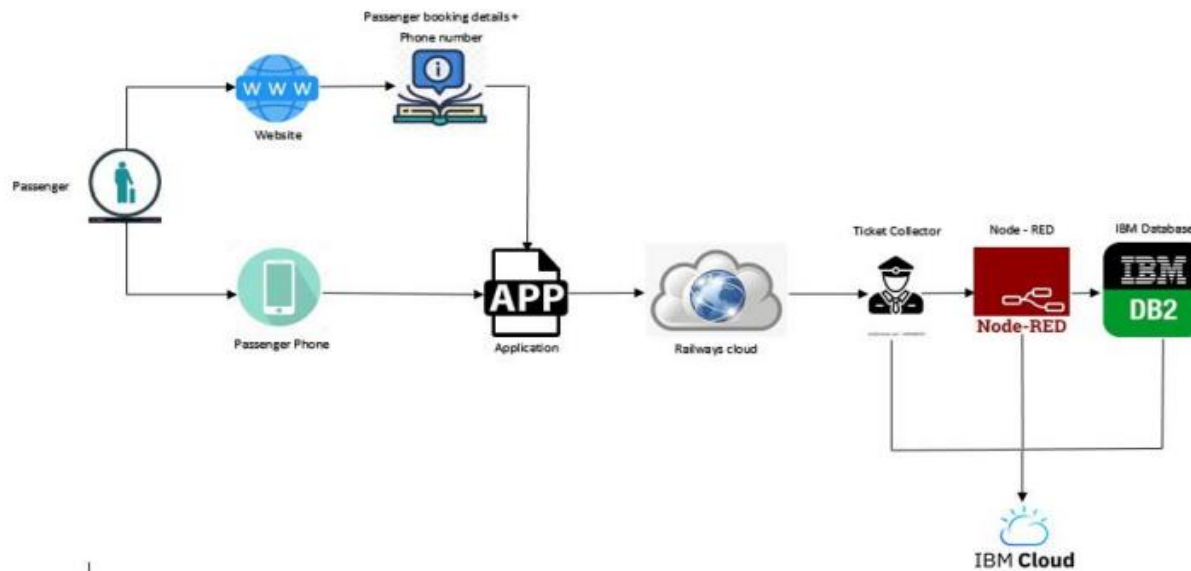 Passenger booking details +
Phone number
WWW
Website
Passenger
Passenger Phone
APP
Application
Railways cloud
Ticket Collector
Node - RED
Node-RED
IBM Database
IBM
DB2
IBM Cloud